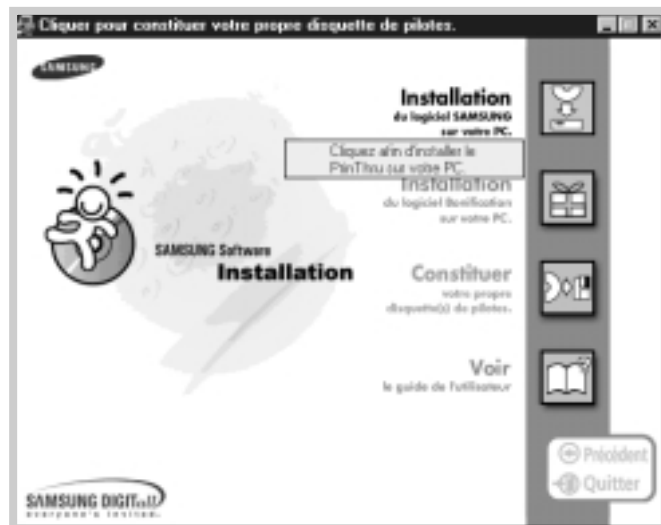 Cliquer pour constituer votre propre disquette de pilotes.
SAMSUNG
Installation
du logiciel SAMSUNG
sur votre PC.
Cliquez afin d'installer le
PrinThru sur votre PC.
Installation
du logiciel Bonification
sur votre PC.
SAMSUNG Software
Installation
Constituer
votre propre
disquette(s) de pilotes.
Voir
le guide de l'utilisateur
Précédent
Quitter
SAMSUNG DIGITall
everyone's invited.